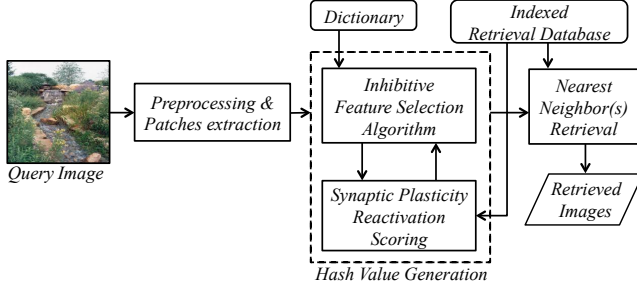 Dictionary
Indexed
Retrieval Database
Query Image
Preprocessing &
Patches extraction
Inhibitive
Feature Selection
Algorithm
Synaptic Plasticity
Reactivation
Scoring
Hash Value Generation
Nearest
Neighbor(s)
Retrieval
Retrieved
Images